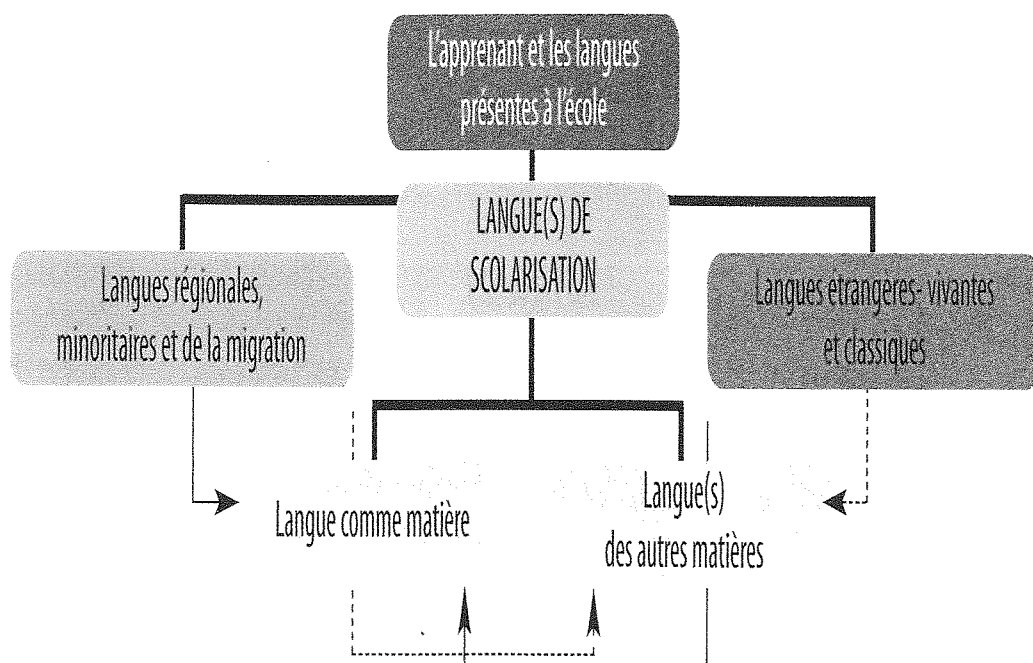 L'apprenant et les langues
présentes à l'école
LANGUE(S) DE
SCOLARISATION
Langues régionales,
minoritaires et de la migration
Langues étrangères- vivantes
et classiques
Langue comme matière
Langue(s)
des autres matières